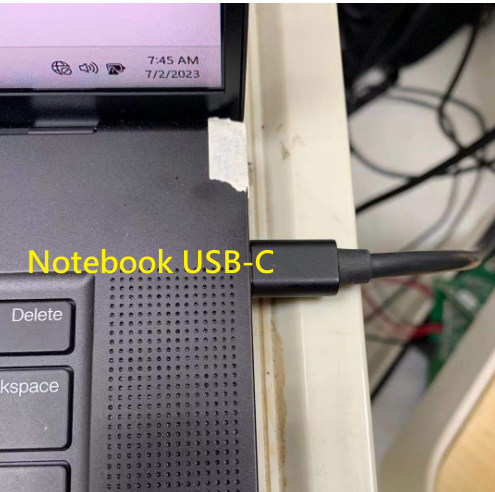 7:45 AM
7/2/2023
Notebook USB-C
Delete
kspace